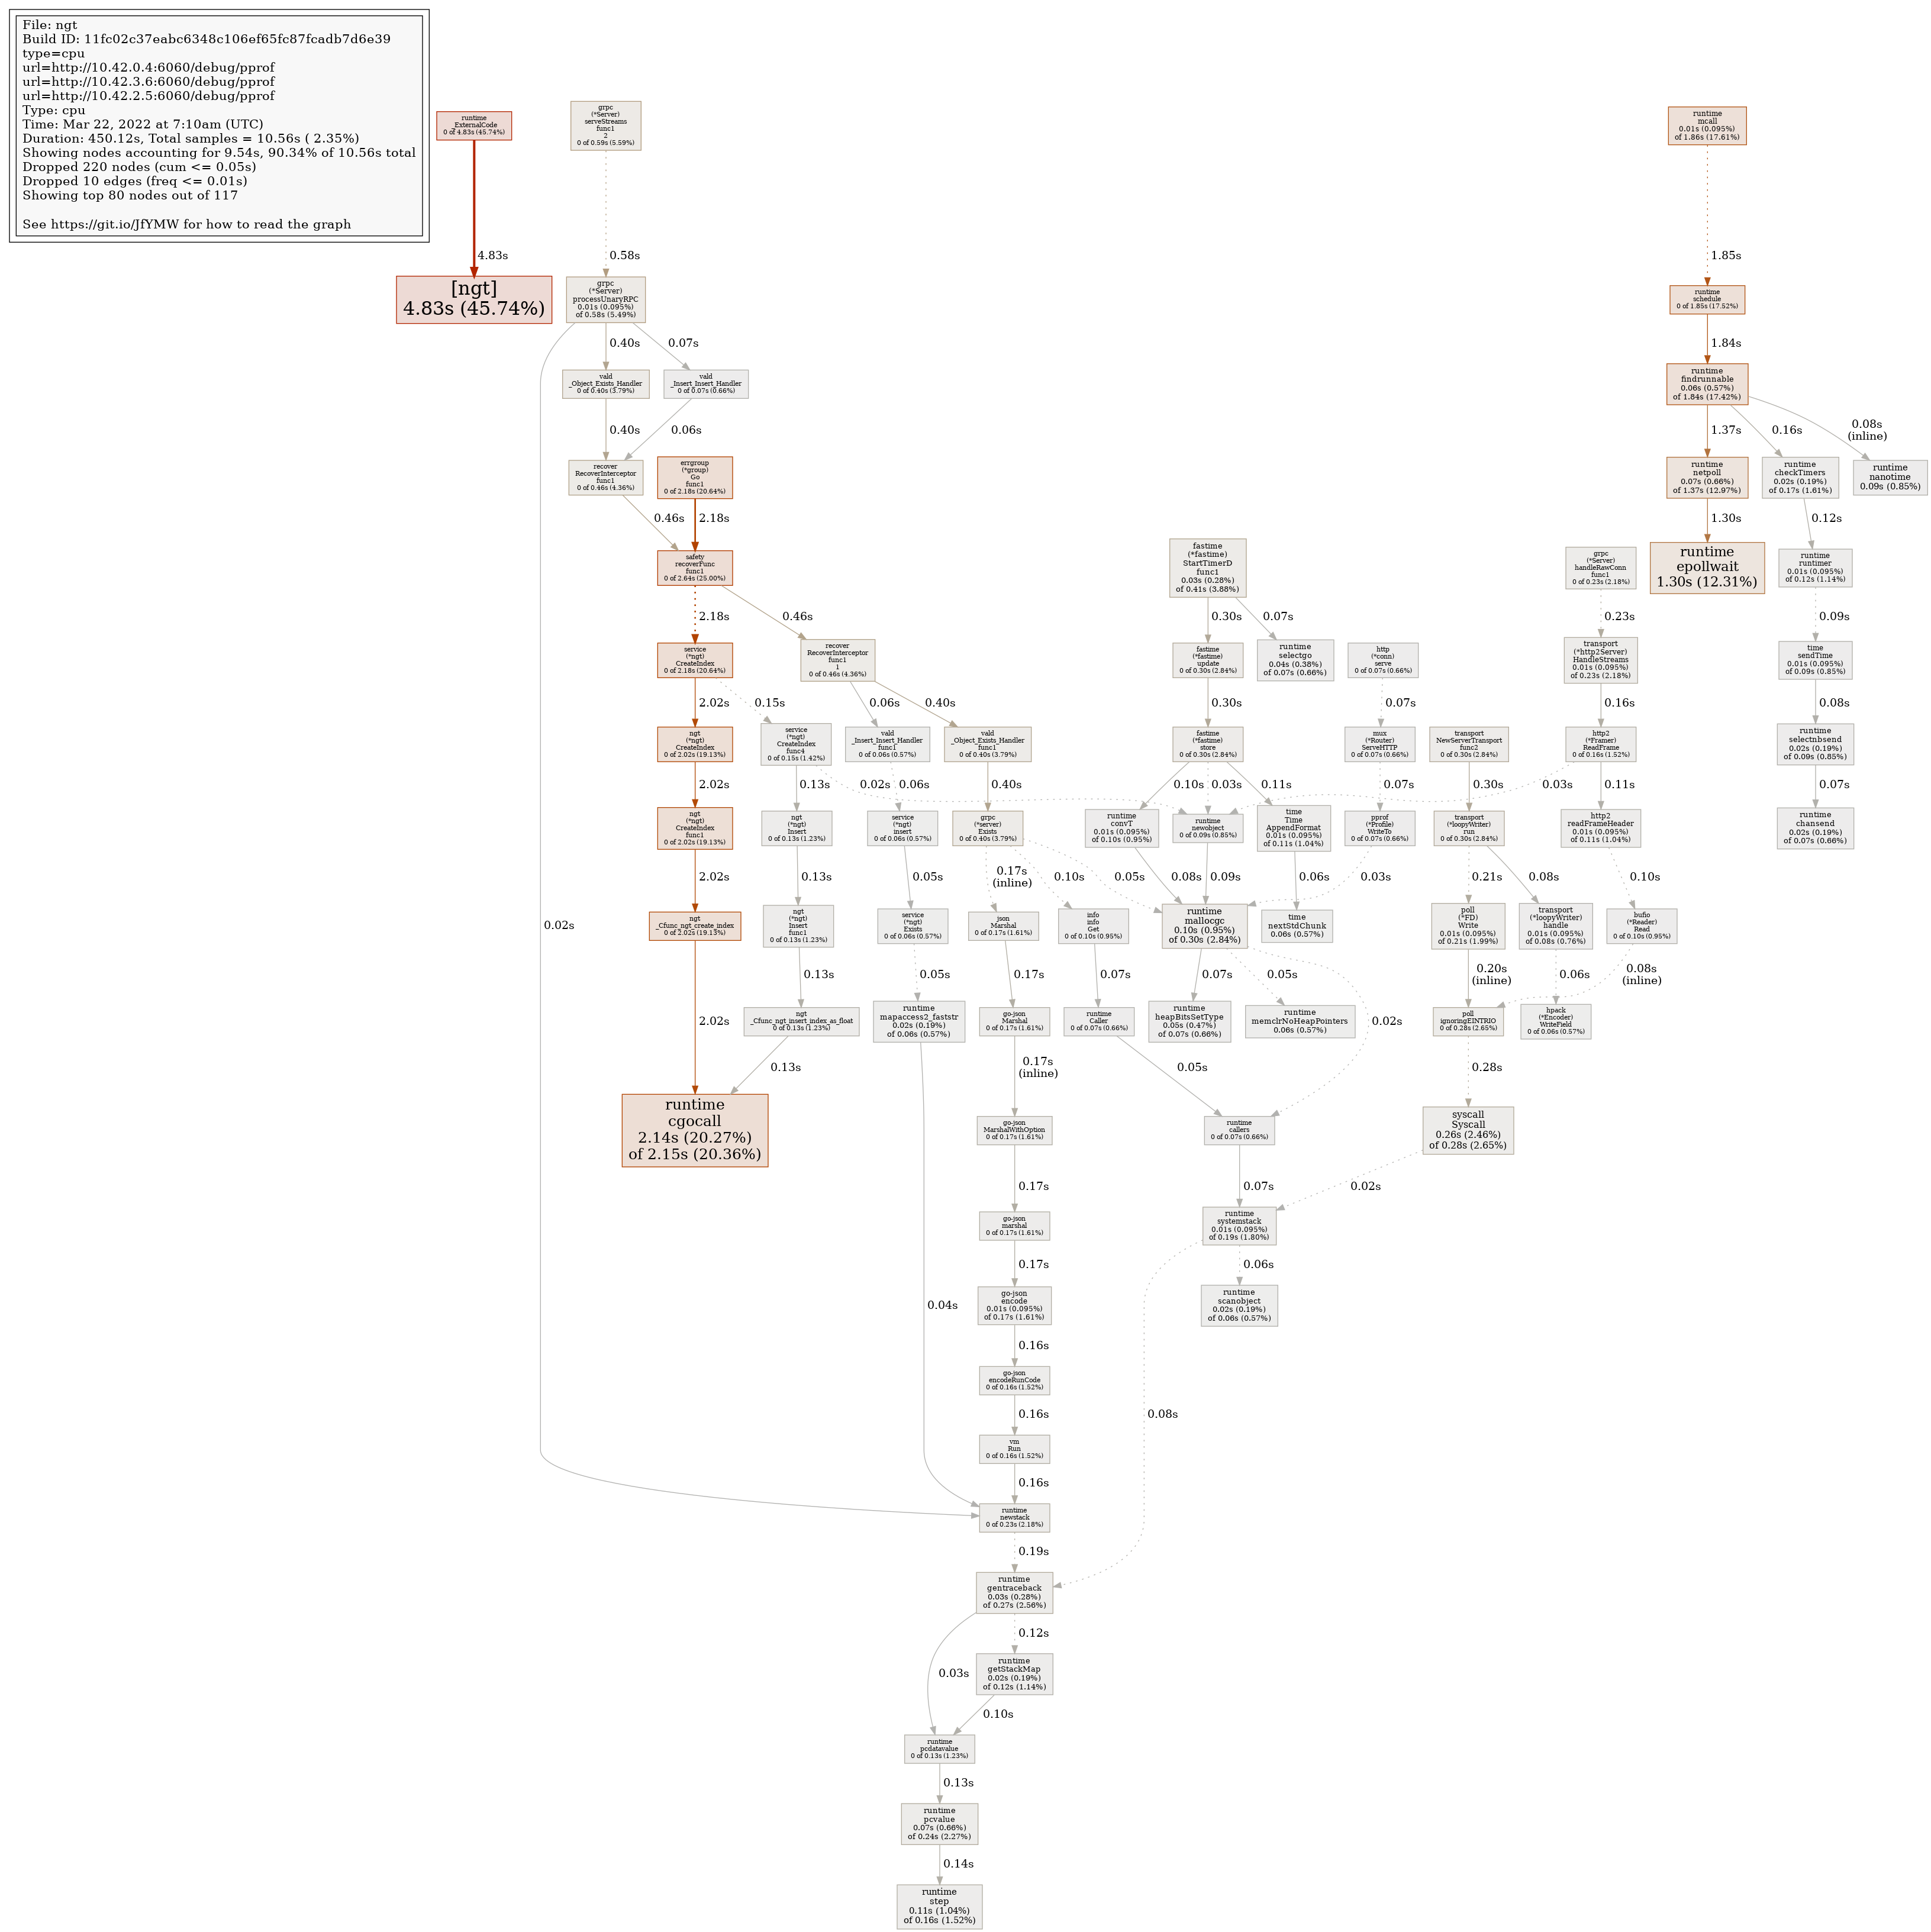 File: ngt
Build ID: 11fc02c37eabc6348c106ef65fc87fcadb7d6e39
type=cpu
url=http://10.42.0.4:6060/debug/pprof
url=http://10.42.3.6:6060/debug/pprof
url=http://10.42.2.5:6060/debug/pprof
Type: cpu
Time: Mar 22, 2022 at 7:10am (UTC)
Duration: 450.12s, Total samples = 10.56s ( 2.35%)
Showing nodes accounting for 9.54s, 90.34% of 10.56s total
Dropped 220 nodes (cum <= 0.05s)
Dropped 10 edges (freq <= 0.01s)
Showing top 80 nodes out of 117
See https://git.io/JfYMW for how to read the graph
runtime
_ExternalCode
0 of 4.83s (45.74%)
4.83s
[ngt]
4.83s (45.74%)
grpc
(*Server)
serveStreams
func1
2
0 of 0.59s (5.59%)
0.58s
grpc
(*Server)
processUnaryRPC
0.01s (0.095%)
of 0.58s (5.49%)
0.40s
0.07s
0.02s
vald
_Object_Exists_Handler
0 of 0.40s (3.79%)
vald
_Insert_Insert_Handler
0 of 0.07s (0.66%)
0.40s
0.06s
recover
RecoverInterceptor
func1
0 of 0.46s (4.36%)
errgroup
(*group)
Go
func1
0 of 2.18s (20.64%)
0.46s
2.18s
safety
recoverFunc
func1
0 of 2.64s (25.00%)
2.18s
0.46s
service
(*ngt)
CreateIndex
0 of 2.18s (20.64%)
recover
RecoverInterceptor
func1
1
0 of 0.46s (4.36%)
2.02s
0.15s
0.06s
0.40s
ngt
(*ngt)
CreateIndex
0 of 2.02s (19.13%)
service
(*ngt)
CreateIndex
func4
0 of 0.15s (1.42%)
vald
_Insert_Insert_Handler
func1
0 of 0.06s (0.57%)
vald
_Object_Exists_Handler
func1
0 of 0.40s (3.79%)
2.02s
0.13s
0.02s
0.06s
0.40s
ngt
(*ngt)
CreateIndex
func1
0 of 2.02s (19.13%)
ngt
(*ngt)
Insert
0 of 0.13s (1.23%)
service
(*ngt)
insert
0 of 0.06s (0.57%)
grpc
(*server)
Exists
0 of 0.40s (3.79%)
2.02s
0.13s
0.05s
0.17s
(inline)
0.10s
0.05s
ngt
_Cfunc_ngt_create_index
0 of 2.02s (19.13%)
ngt
(*ngt)
Insert
func1
0 of 0.13s (1.23%)
service
(*ngt)
Exists
0 of 0.06s (0.57%)
json
Marshal
0 of 0.17s (1.61%)
info
info
Get
0 of 0.10s (0.95%)
2.02s
0.13s
0.05s
0.17s
0.07s
ngt
_Cfunc_ngt_insert_index_as_float
0 of 0.13s (1.23%)
runtime
mapaccess2_faststr
0.02s (0.19%)
of 0.06s (0.57%)
go-json
Marshal
0 of 0.17s (1.61%)
runtime
Caller
0 of 0.07s (0.66%)
0.13s
0.04s
0.17s
(inline)
0.05s
runtime
cgocall
2.14s (20.27%)
of 2.15s (20.36%)
go-json
MarshalWithOption
0 of 0.17s (1.61%)
0.17s
go-json
marshal
0 of 0.17s (1.61%)
0.17s
go-json
encode
0.01s (0.095%)
of 0.17s (1.61%)
0.16s
go-json
encodeRunCode
0 of 0.16s (1.52%)
0.16s
vm
Run
0 of 0.16s (1.52%)
0.16s
runtime
newstack
0 of 0.23s (2.18%)
0.19s
runtime
gentraceback
0.03s (0.28%)
of 0.27s (2.56%)
0.12s
0.03s
runtime
getStackMap
0.02s (0.19%)
of 0.12s (1.14%)
0.10s
runtime
pcdatavalue
0 of 0.13s (1.23%)
0.13s
runtime
pcvalue
0.07s (0.66%)
of 0.24s (2.27%)
0.14s
runtime
step
0.11s (1.04%)
of 0.16s (1.52%)
fastime
(*fastime)
StartTimerD
func1
0.03s (0.28%)
of 0.41s (3.88%)
0.30s
0.07s
fastime
(*fastime)
update
0 of 0.30s (2.84%)
runtime
selectgo
0.04s (0.38%)
of 0.07s (0.66%)
0.30s
fastime
(*fastime)
store
0 of 0.30s (2.84%)
0.10s
0.03s
0.11s
runtime
convT
0.01s (0.095%)
of 0.10s (0.95%)
runtime
newobject
0 of 0.09s (0.85%)
time
Time
AppendFormat
0.01s (0.095%)
of 0.11s (1.04%)
0.08s
0.09s
0.06s
runtime
mallocgc
0.10s (0.95%)
of 0.30s (2.84%)
time
nextStdChunk
0.06s (0.57%)
0.07s
0.05s
0.02s
runtime
heapBitsSetType
0.05s (0.47%)
of 0.07s (0.66%)
runtime
memclrNoHeapPointers
0.06s (0.57%)
runtime
callers
0 of 0.07s (0.66%)
0.07s
runtime
systemstack
0.01s (0.095%)
of 0.19s (1.80%)
0.06s
0.08s
runtime
scanobject
0.02s (0.19%)
of 0.06s (0.57%)
http
(*conn)
serve
0 of 0.07s (0.66%)
0.07s
mux
(*Router)
ServeHTTP
0 of 0.07s (0.66%)
0.07s
pprof
(*Profile)
WriteTo
0 of 0.07s (0.66%)
0.03s
transport
NewServerTransport
func2
0 of 0.30s (2.84%)
0.30s
transport
(*loopyWriter)
run
0 of 0.30s (2.84%)
0.21s
0.08s
poll
(*FD)
Write
0.01s (0.095%)
of 0.21s (1.99%)
transport
(*loopyWriter)
handle
0.01s (0.095%)
of 0.08s (0.76%)
0.20s
(inline)
0.06s
poll
ignoringEINTRIO
0 of 0.28s (2.65%)
hpack
(*Encoder)
WriteField
0 of 0.06s (0.57%)
0.28s
syscall
Syscall
0.26s (2.46%)
of 0.28s (2.65%)
0.02s
grpc
(*Server)
handleRawConn
func1
0 of 0.23s (2.18%)
0.23s
transport
(*http2Server)
HandleStreams
0.01s (0.095%)
of 0.23s (2.18%)
0.16s
http2
(*Framer)
ReadFrame
0 of 0.16s (1.52%)
0.03s
0.11s
http2
readFrameHeader
0.01s (0.095%)
of 0.11s (1.04%)
0.10s
bufio
(*Reader)
Read
0 of 0.10s (0.95%)
0.08s
(inline)
runtime
mcall
0.01s (0.095%)
of 1.86s (17.61%)
1.85s
runtime
schedule
0 of 1.85s (17.52%)
1.84s
runtime
findrunnable
0.06s (0.57%)
of 1.84s (17.42%)
1.37s
0.16s
0.08s
(inline)
runtime
netpoll
0.07s (0.66%)
of 1.37s (12.97%)
runtime
checkTimers
0.02s (0.19%)
of 0.17s (1.61%)
runtime
nanotime
0.09s (0.85%)
1.30s
0.12s
runtime
epollwait
1.30s (12.31%)
runtime
runtimer
0.01s (0.095%)
of 0.12s (1.14%)
0.09s
time
sendTime
0.01s (0.095%)
of 0.09s (0.85%)
0.08s
runtime
selectnbsend
0.02s (0.19%)
of 0.09s (0.85%)
0.07s
runtime
chansend
0.02s (0.19%)
of 0.07s (0.66%)